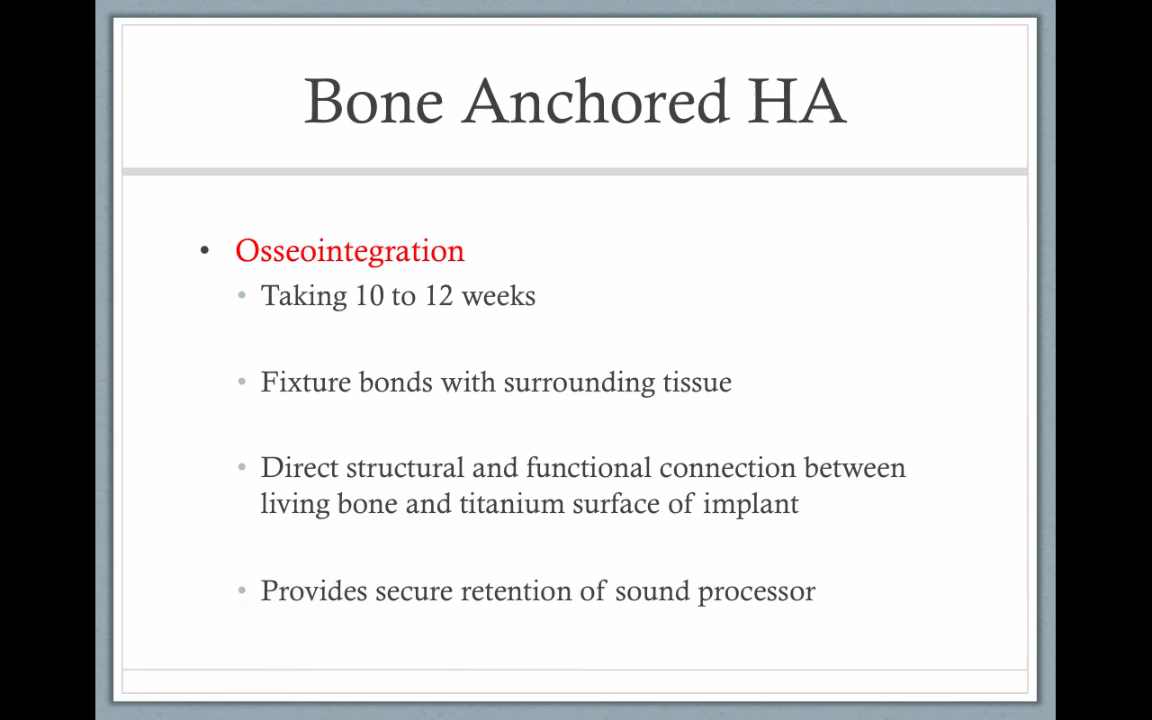 Bone Anchored HA
• Osseointegration
• Taking 10 to 12 weeks
• Fixture bonds with surrounding tissue
• Direct structural and functional connection between
living bone and titanium surface of implant
• Provides secure retention of sound processor